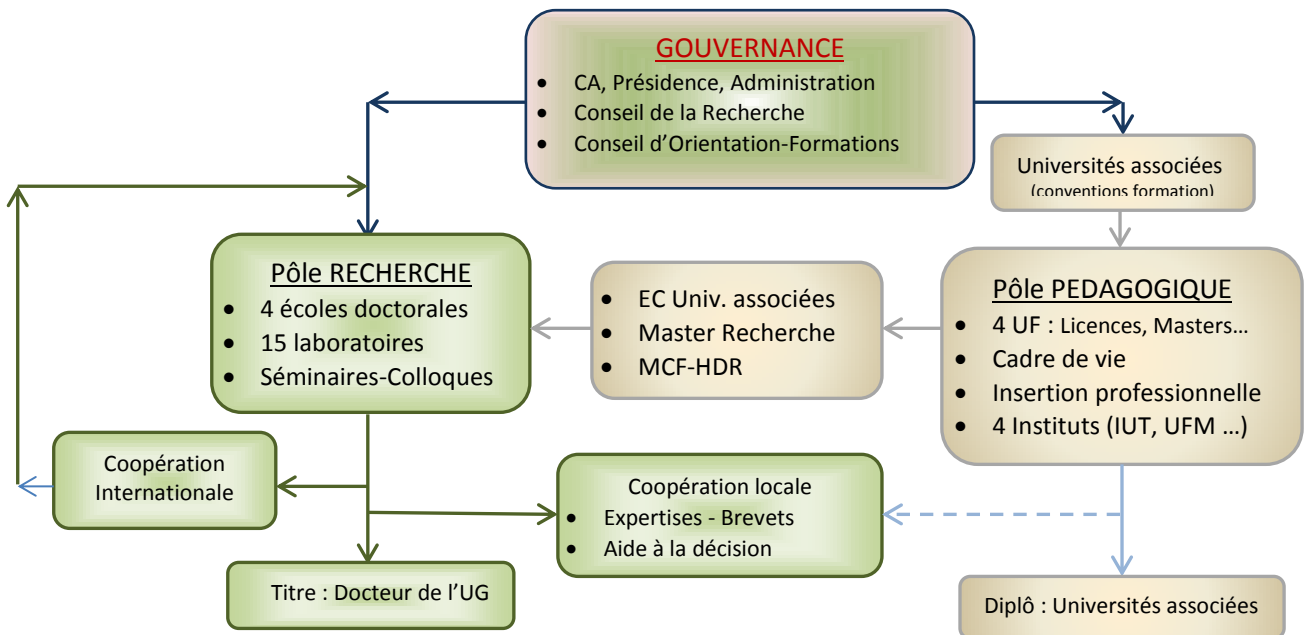 GOUVERNANCE
• CA, Présidence, Administration
• Conseil de la Recherche
• Conseil d’Orientation-Formations
Universités associées
(conventions formation)
Pôle RECHERCHE
• 4 écoles doctorales
• 15 laboratoires
• Séminaires-Colloques
• EC Univ. associées
• Master Recherche
• MCF-HDR
Pôle PEDAGOGIQUE
• 4 UF : Licences, Masters…
• Cadre de vie
• Insertion professionnelle
• 4 Instituts (IUT, UFM …)
Coopération
Internationale
Coopération locale
• Expertises - Brevets
• Aide à la décision
Titre : Docteur de l’UG
Diplô : Universités associées